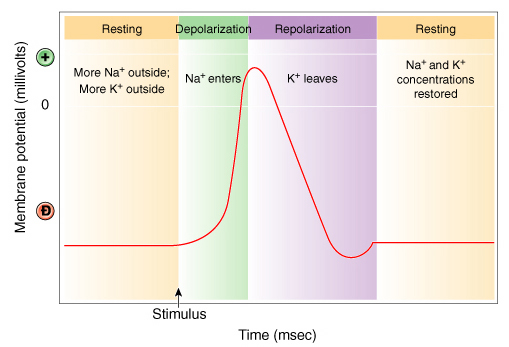 Resting
Depolarization
Repolarization
Resting
More Na⁺ outside;
More K⁺ outside
Na⁺ enters
K⁺ leaves
Na⁺ and K⁺
concentrations
restored
Membrane potential (millivolts)
+
0
Ð
Stimulus
Time (msec)